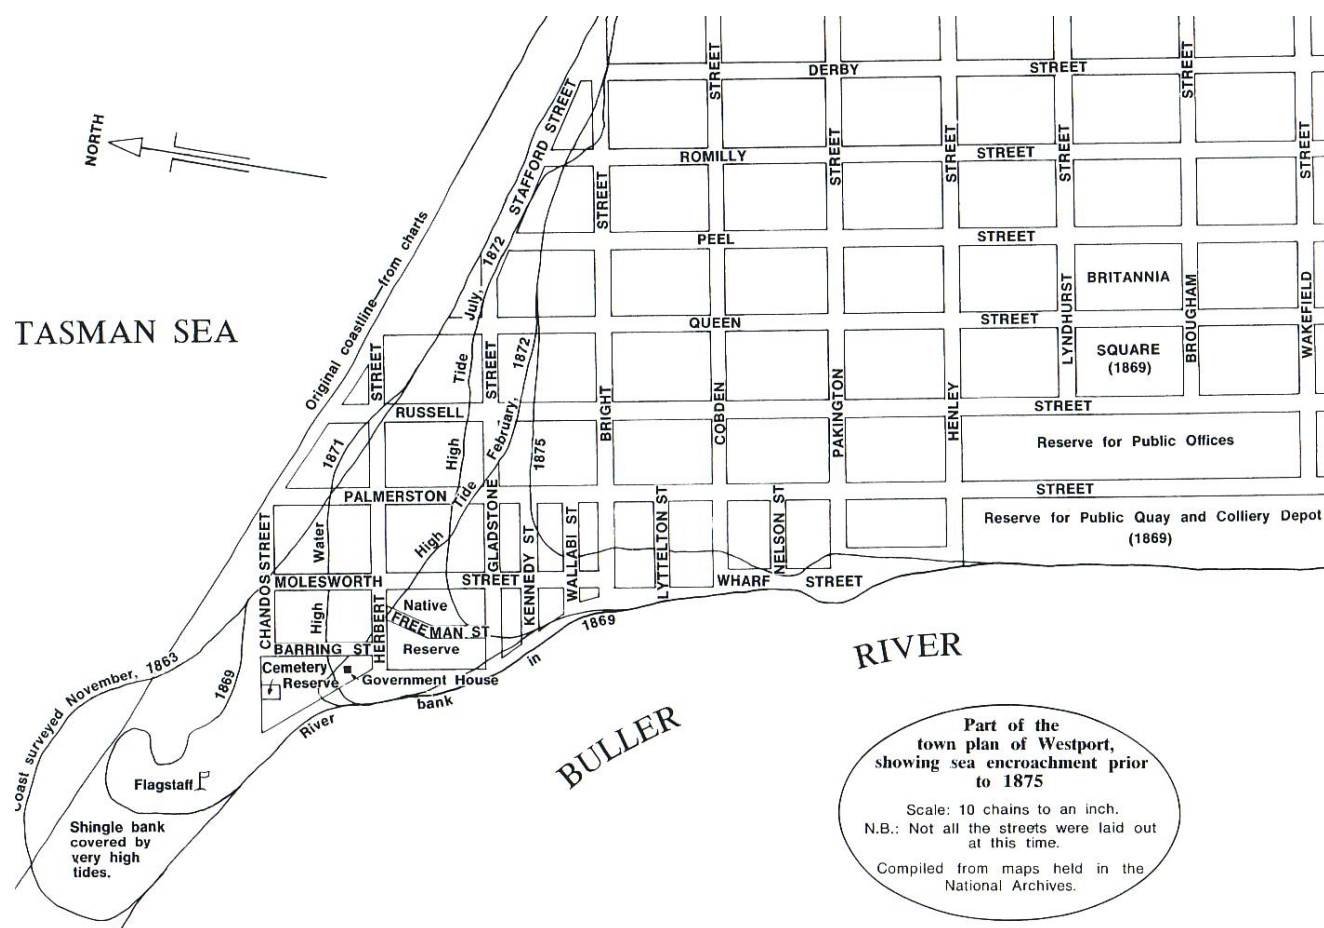 STREET
DERBY STREET
STREET
NORTH
STAFFORD STREET
ROMILLY STREET
STREET
STREET
STREET
STREET
STREET
PEEL STREET
Original coastline—from charts
July, 1872
BRITANNIA
LYNDHURST
BROUGHAM
WAKEFIELD
TASMAN SEA
QUEEN STREET
SQUARE
(1869)
STREET
STREET
High Tide
High Tide February, 1872
RUSSELL STREET
BRIGHT
COBDEN
PAKINGTON
HENLEY
1871
1875
Reserve for Public Offices
PALMERSTON STREET
GLADSTONE
CHANDOS STREET
High Water
KENNEDY ST
WALLABI ST
LYTTELTON ST
NELSON ST
Reserve for Public Quay and Colliery Depot
(1869)
MOLESWORTH STREET
WHARF STREET
HERBERT
Native
FREEMAN ST
Reserve
BARRING ST
Cemetery
Reserve
Government House
River bank in 1869
Coast surveyed November, 1863
1869
RIVER
BULLER
Flagstaff
Shingle bank
covered by
very high
tides.
Part of the
town plan of Westport,
showing sea encroachment prior
to 1875
Scale: 10 chains to an inch.
N.B.: Not all the streets were laid out
at this time.
Compiled from maps held in the
National Archives.